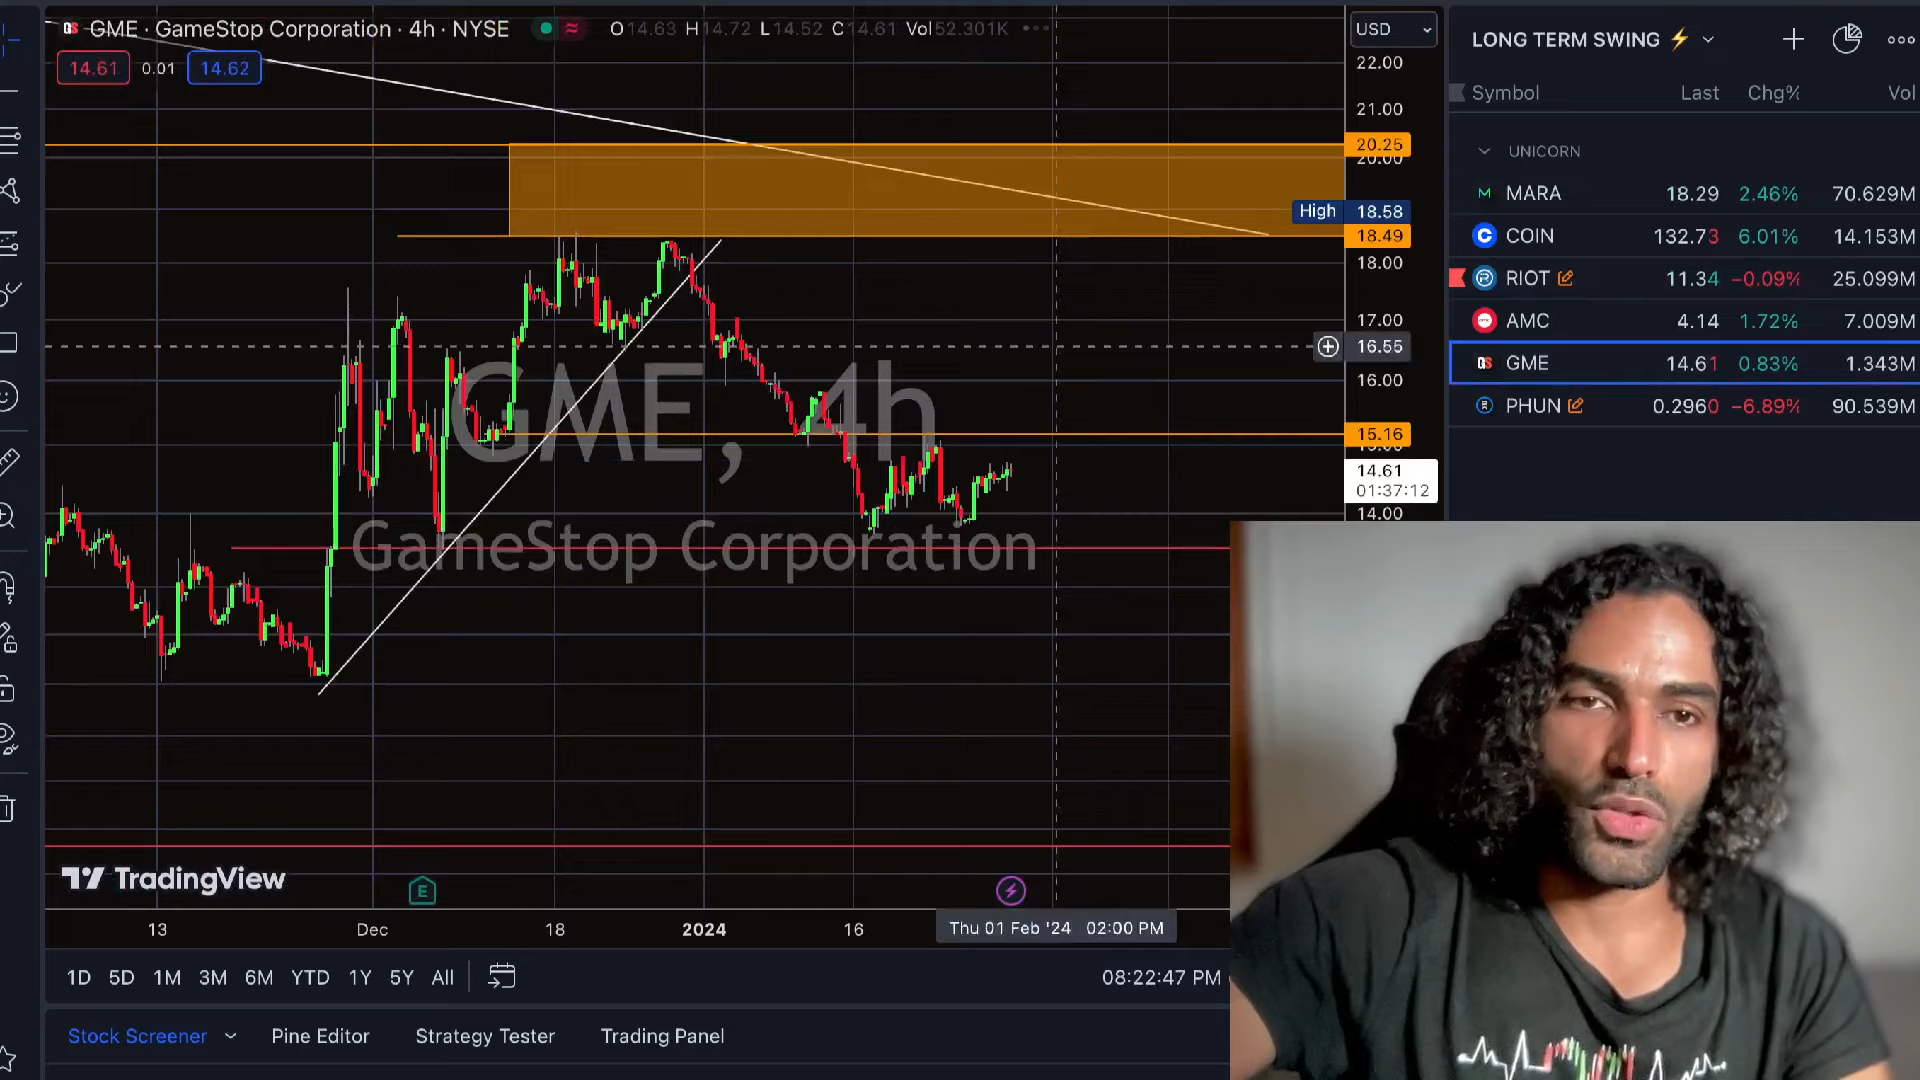 GME · GameStop Corporation · 4h · NYSE O14.63 H14.72 L14.52 C14.61 Vol52.301K
14.61 0.01 14.62
USD
22.00
21.00
20.25
20.00
High 18.58
18.49
18.00
17.00
16.55
16.00
15.16
15.00
14.61
01:37:12
14.00
GME, 4h
GameStop Corporation
TradingView
E
13 Dec 18 2024 16 Thu 01 Feb '24 02:00 PM
1D 5D 1M 3M 6M YTD 1Y 5Y All 08:22:47 PM
Stock Screener Pine Editor Strategy Tester Trading Panel
LONG TERM SWING
Symbol Last Chg% Vol
UNICORN
MARA 18.29 2.46% 70.629M
COIN 132.73 6.01% 14.153M
RIOT 11.34 −0.09% 25.099M
AMC 4.14 1.72% 7.009M
GME 14.61 0.83% 1.343M
PHUN 0.2960 −6.89% 90.539M